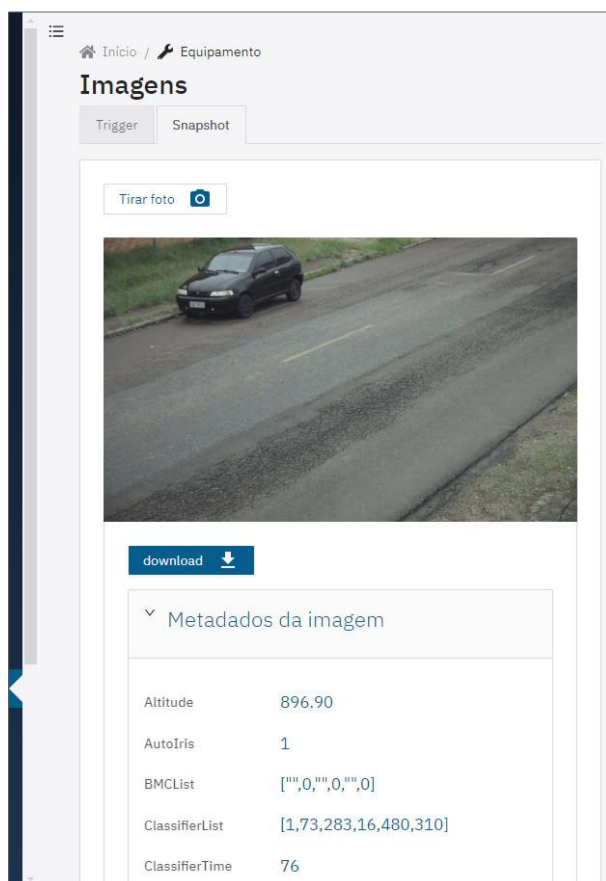 Início / Equipamento
Imagens
Trigger Snapshot
Tirar foto
download
Metadados da imagem
Altitude 896.90
AutoIris 1
BMCList ["",0,"",0,"",0]
ClassifierList [1,73,283,16,480,310]
ClassifierTime 76